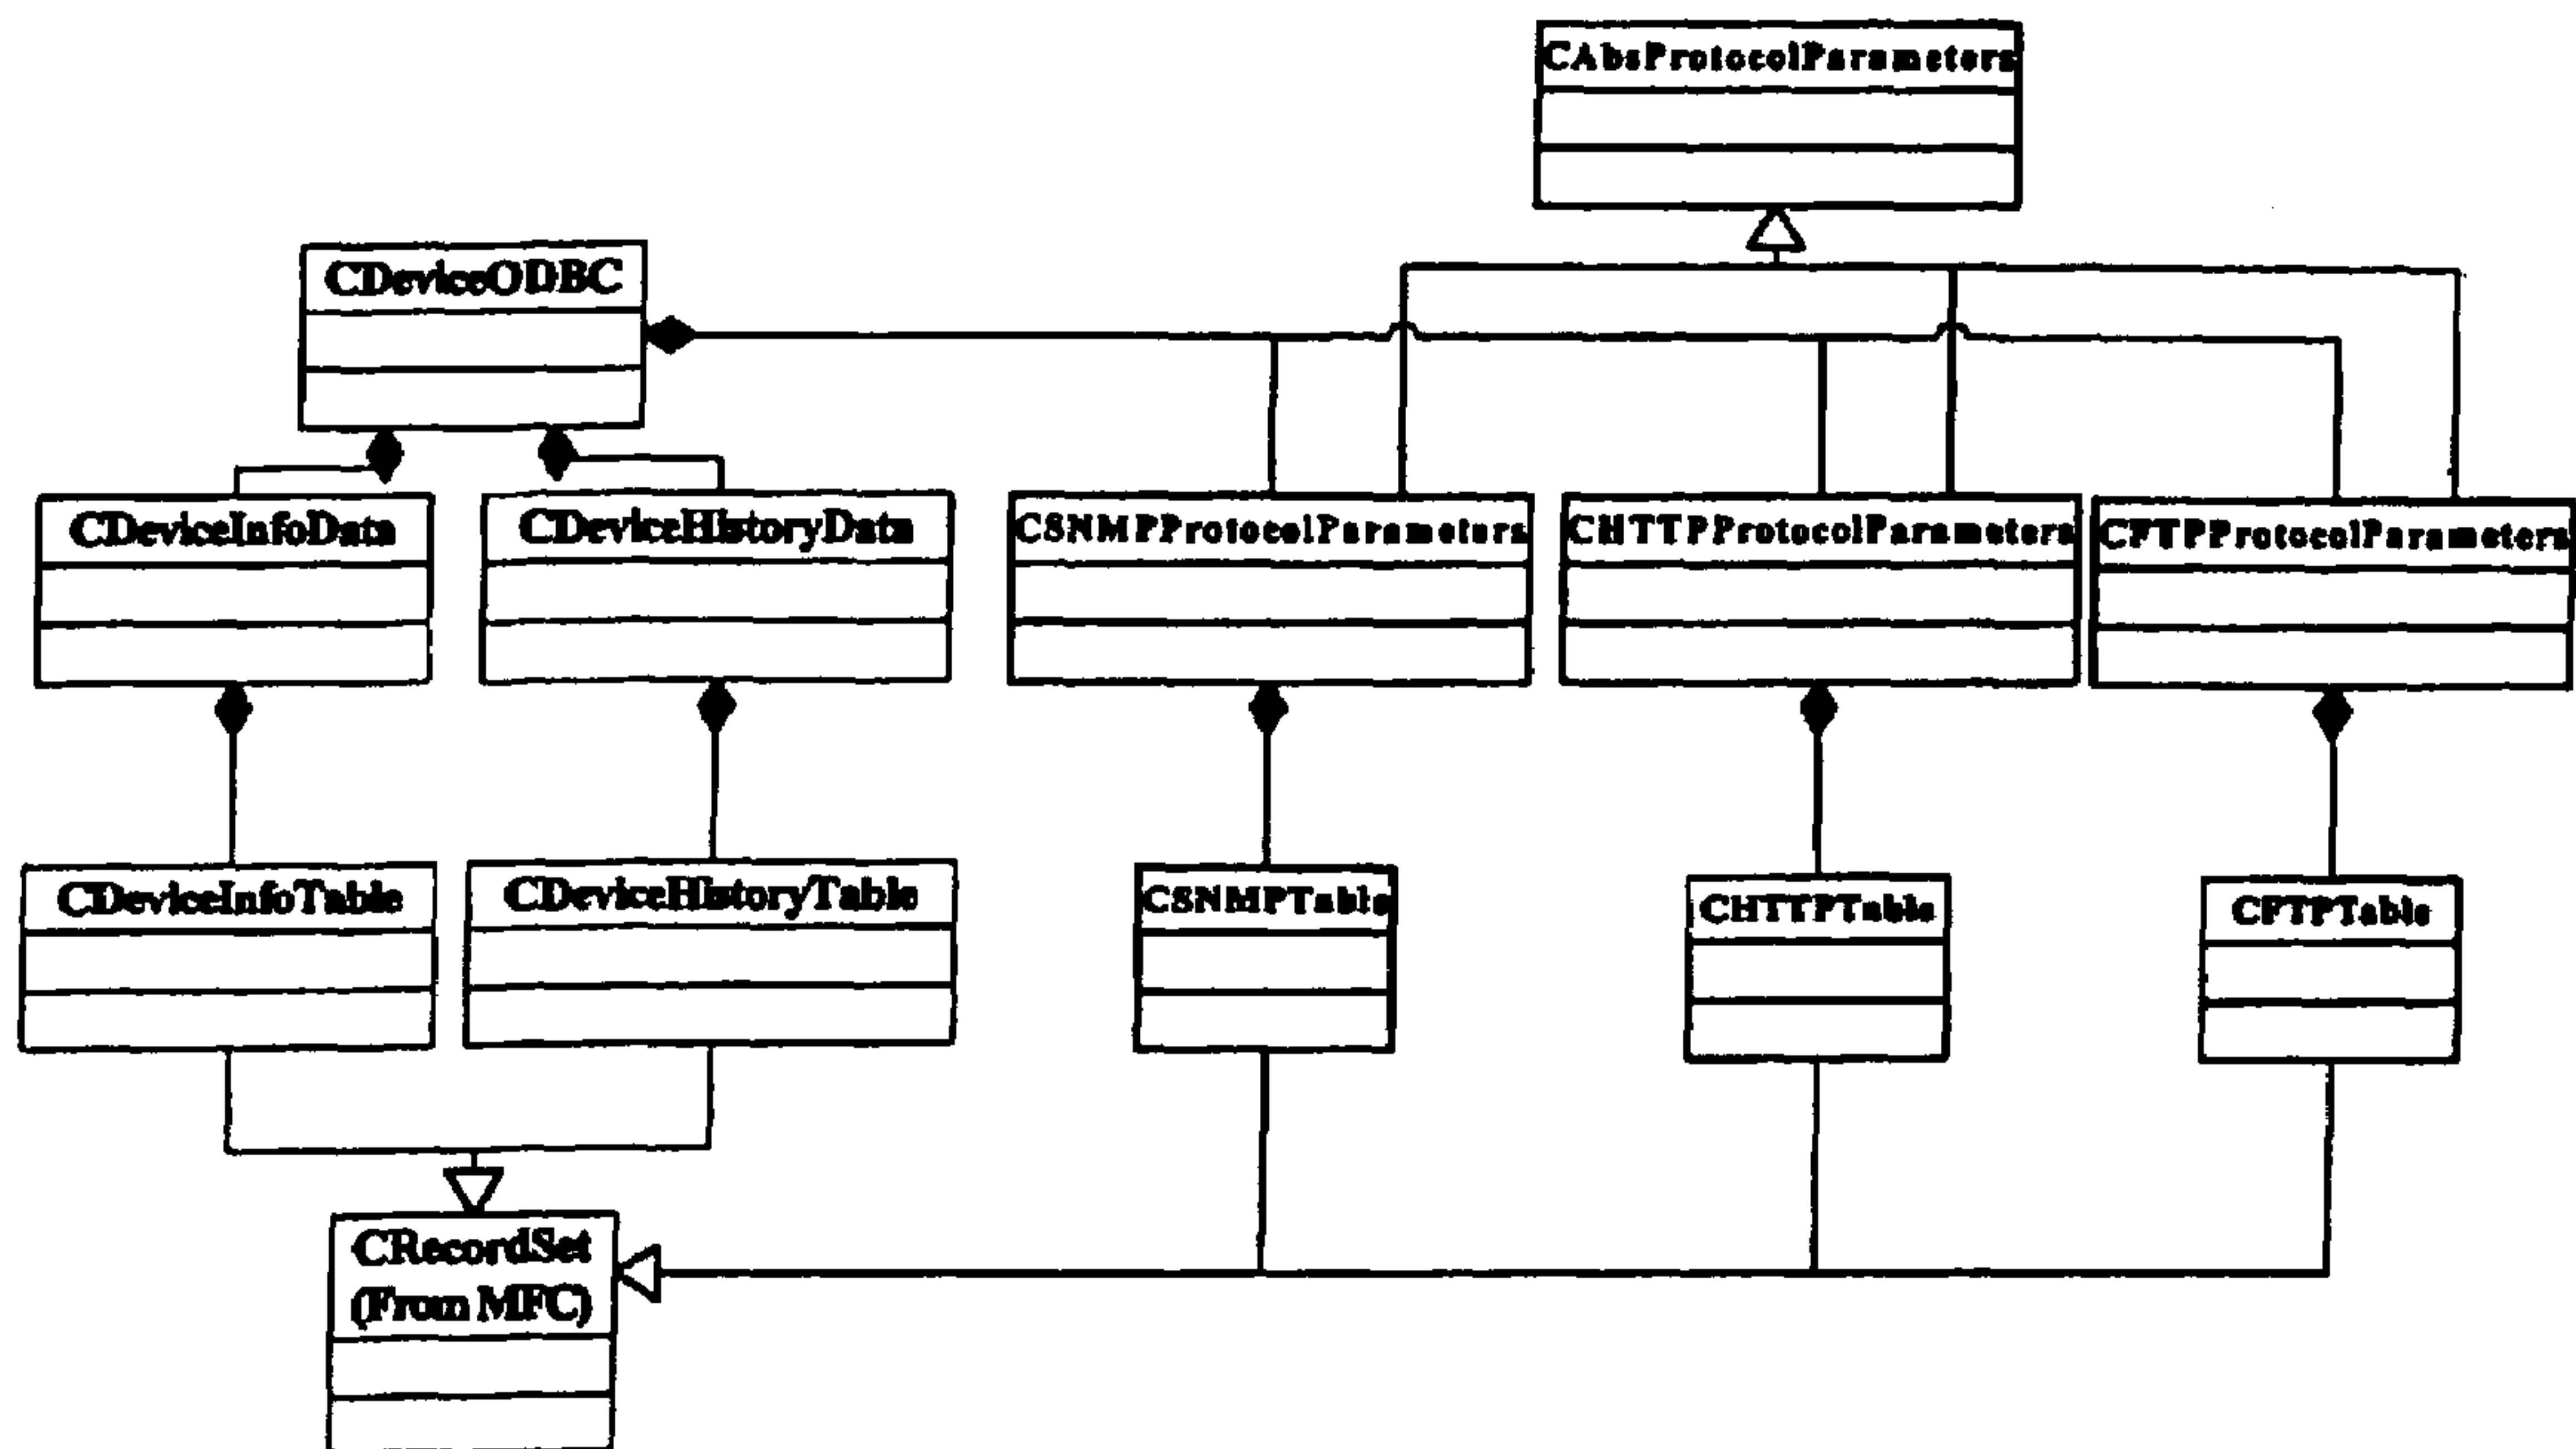 CAbsProtocolParameters
CDeviceODBC
CDeviceInfoData
CDeviceHistoryData
CSNMPProtocolParameters
CHTTPProtocolParameters
CFTPProtocolParameters
CDeviceInfoTable
CDeviceHistoryTable
CSNMPTable
CHTTPTable
CFTPTable
CRecordSet
(From MFC)